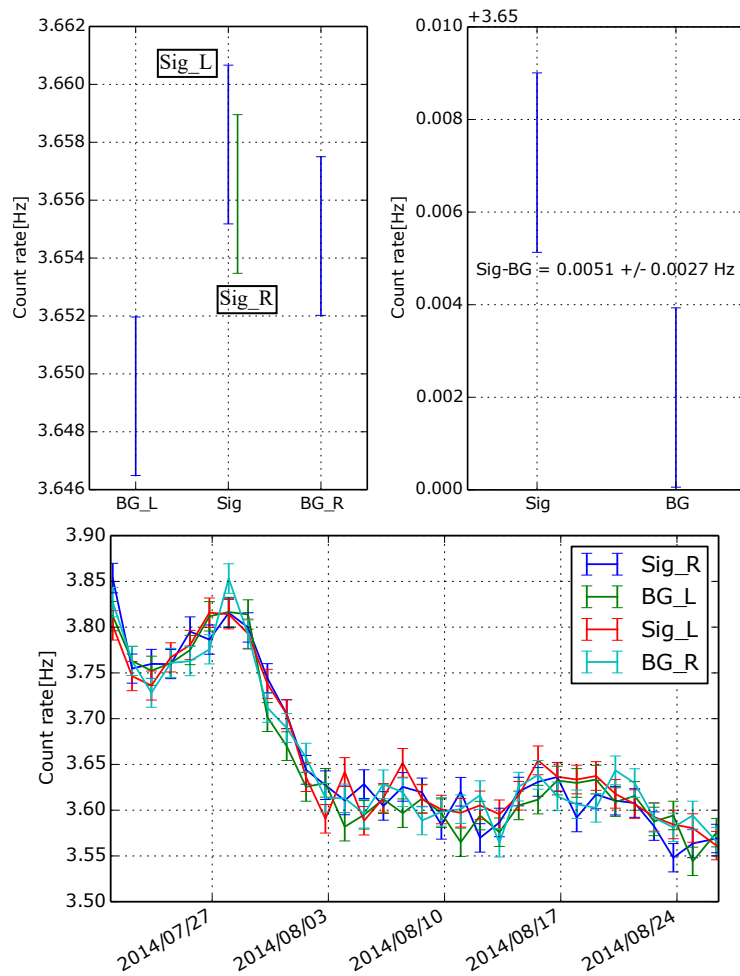 3.662
3.660
3.658
3.656
3.654
3.652
3.650
3.648
3.646
Count rate[Hz]
Sig_L
Sig_R
BG_L
Sig
BG_R
+3.65
0.010
0.008
0.006
0.004
0.002
0.000
Count rate[Hz]
Sig-BG = 0.0051 +/- 0.0027 Hz
Sig
BG
3.90
3.85
3.80
3.75
3.70
3.65
3.60
3.55
3.50
Count rate[Hz]
Sig_R
BG_L
Sig_L
BG_R
2014/07/27
2014/08/03
2014/08/10
2014/08/17
2014/08/24